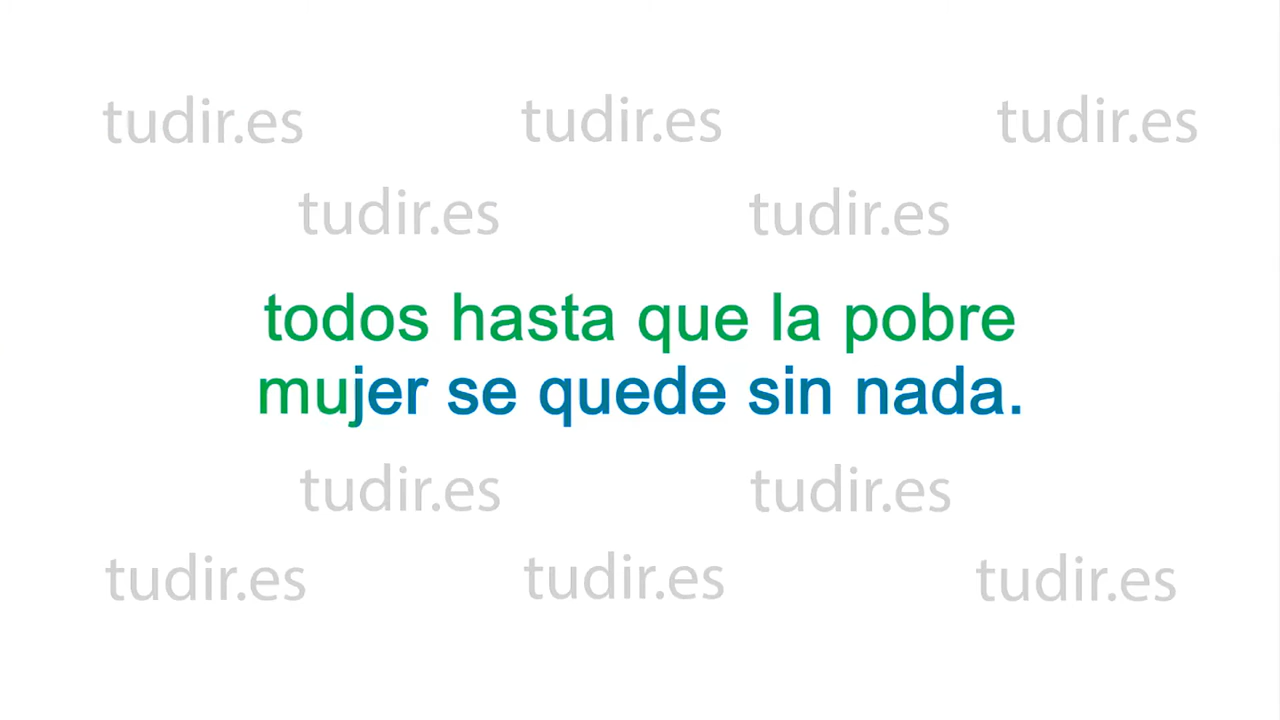 tudir.es tudir.es tudir.es
tudir.es tudir.es
todos hasta que la pobre
mujer se quede sin nada.
tudir.es tudir.es
tudir.es tudir.es tudir.es